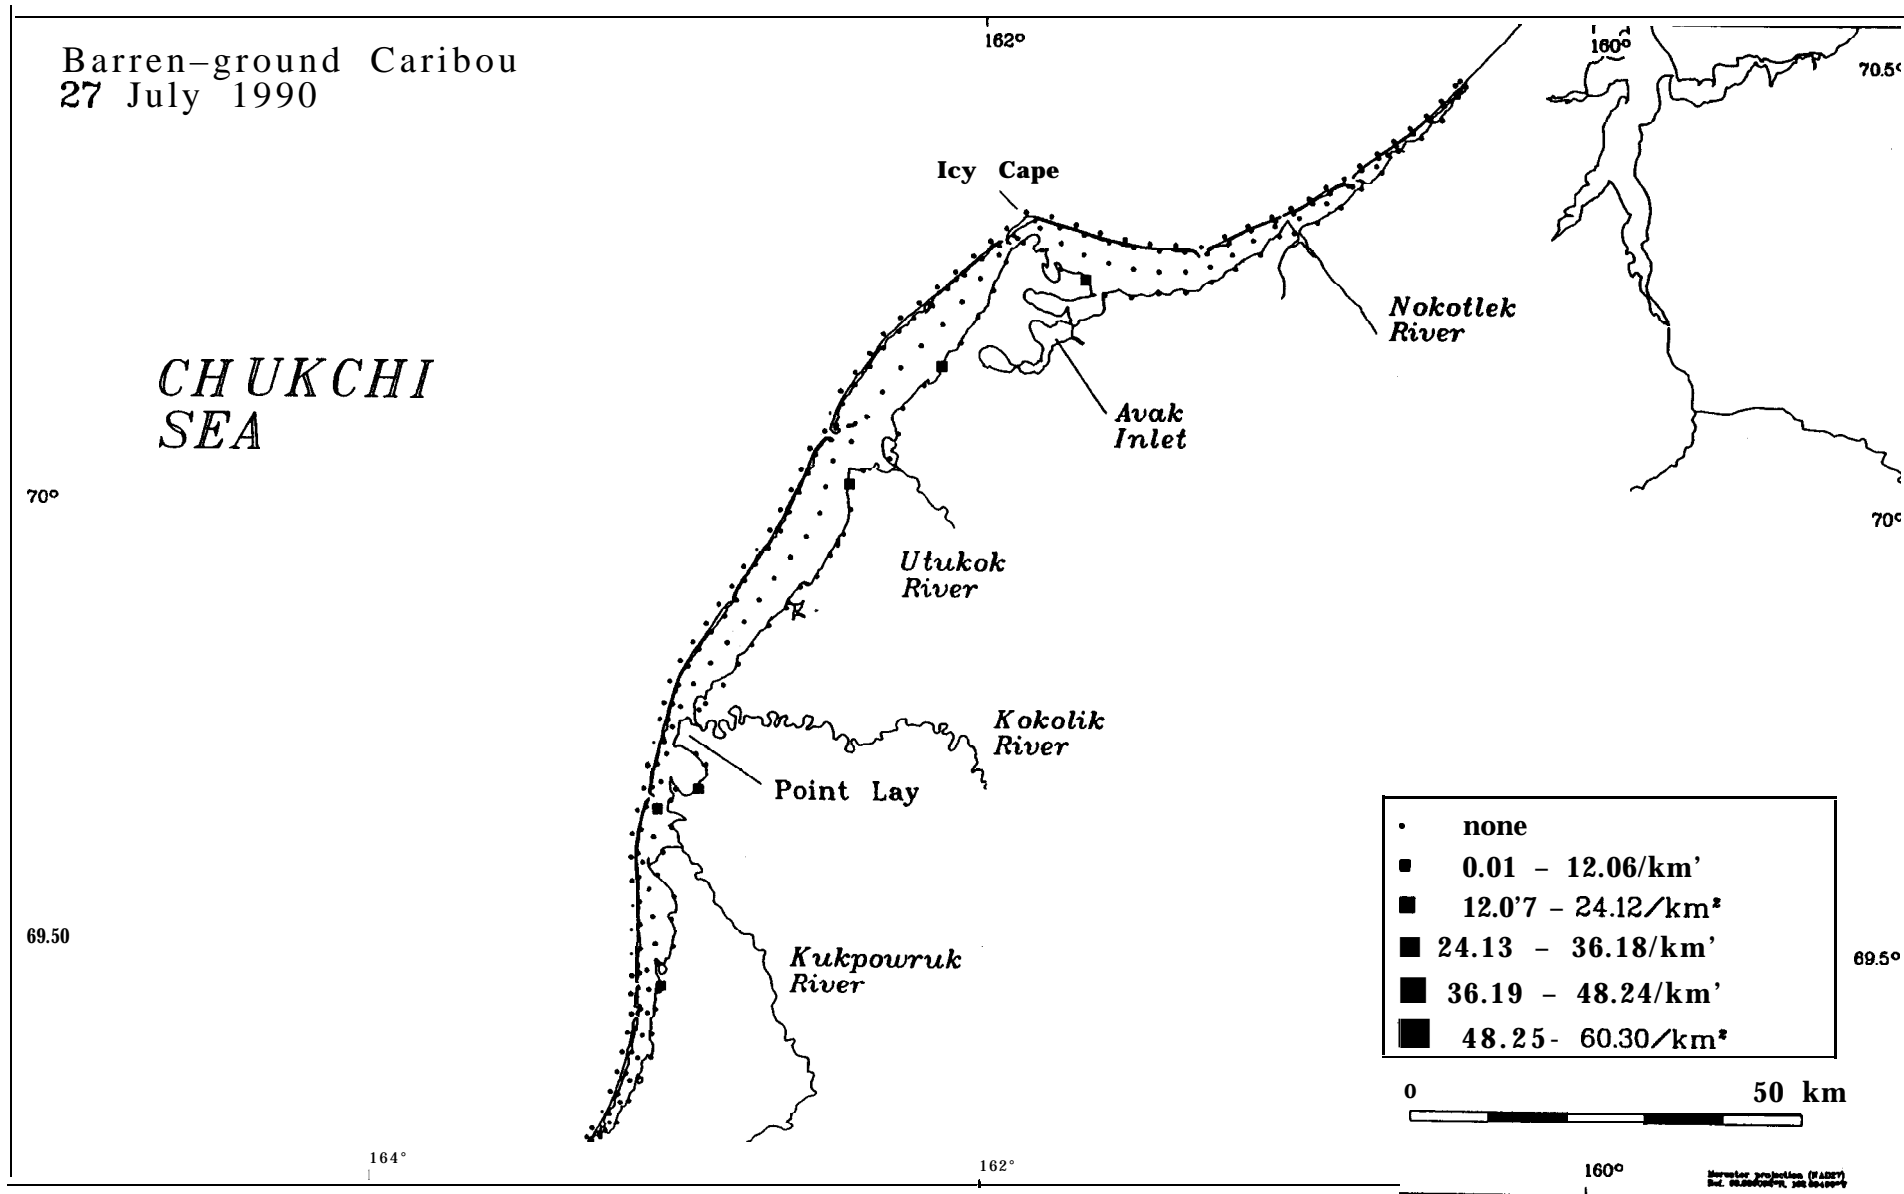 Barren–ground Caribou
27 July 1990
162°
160°
70.5°
Icy Cape
Nokotlek
River
CHUKCHI
SEA
Avak
Inlet
70°
70°
Utukok
River
Kokolik
River
Point Lay
none
0.01 – 12.06/km'
12.0'7 – 24.12/km²
24.13 – 36.18/km'
36.19 – 48.24/km'
48.25- 60.30/km²
69.50
Kukpowruk
River
69.5°
0 50 km
164°
162°
160°
Mercator projection (NAD27)